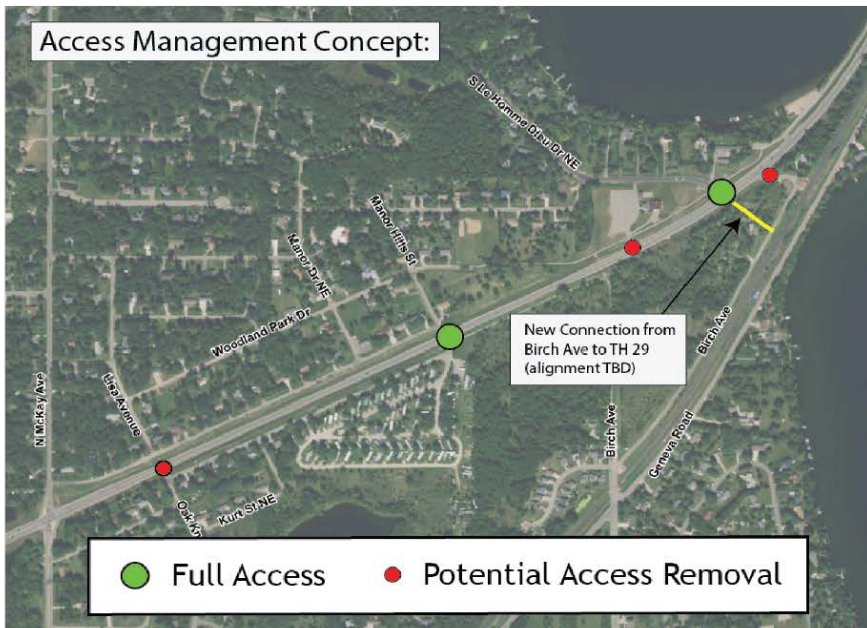 Access Management Concept:
S Le Homme Dieu Dr NE
Manor Hills St
Manor Dr NE
Woodland Park Dr
New Connection from
Birch Ave to TH 29
(alignment TBD)
Birch Ave
Lisa Avenue
N McKay Ave
Birch Ave
Geneva Road
Oak Kn
Kurt St NE
Full Access
Potential Access Removal